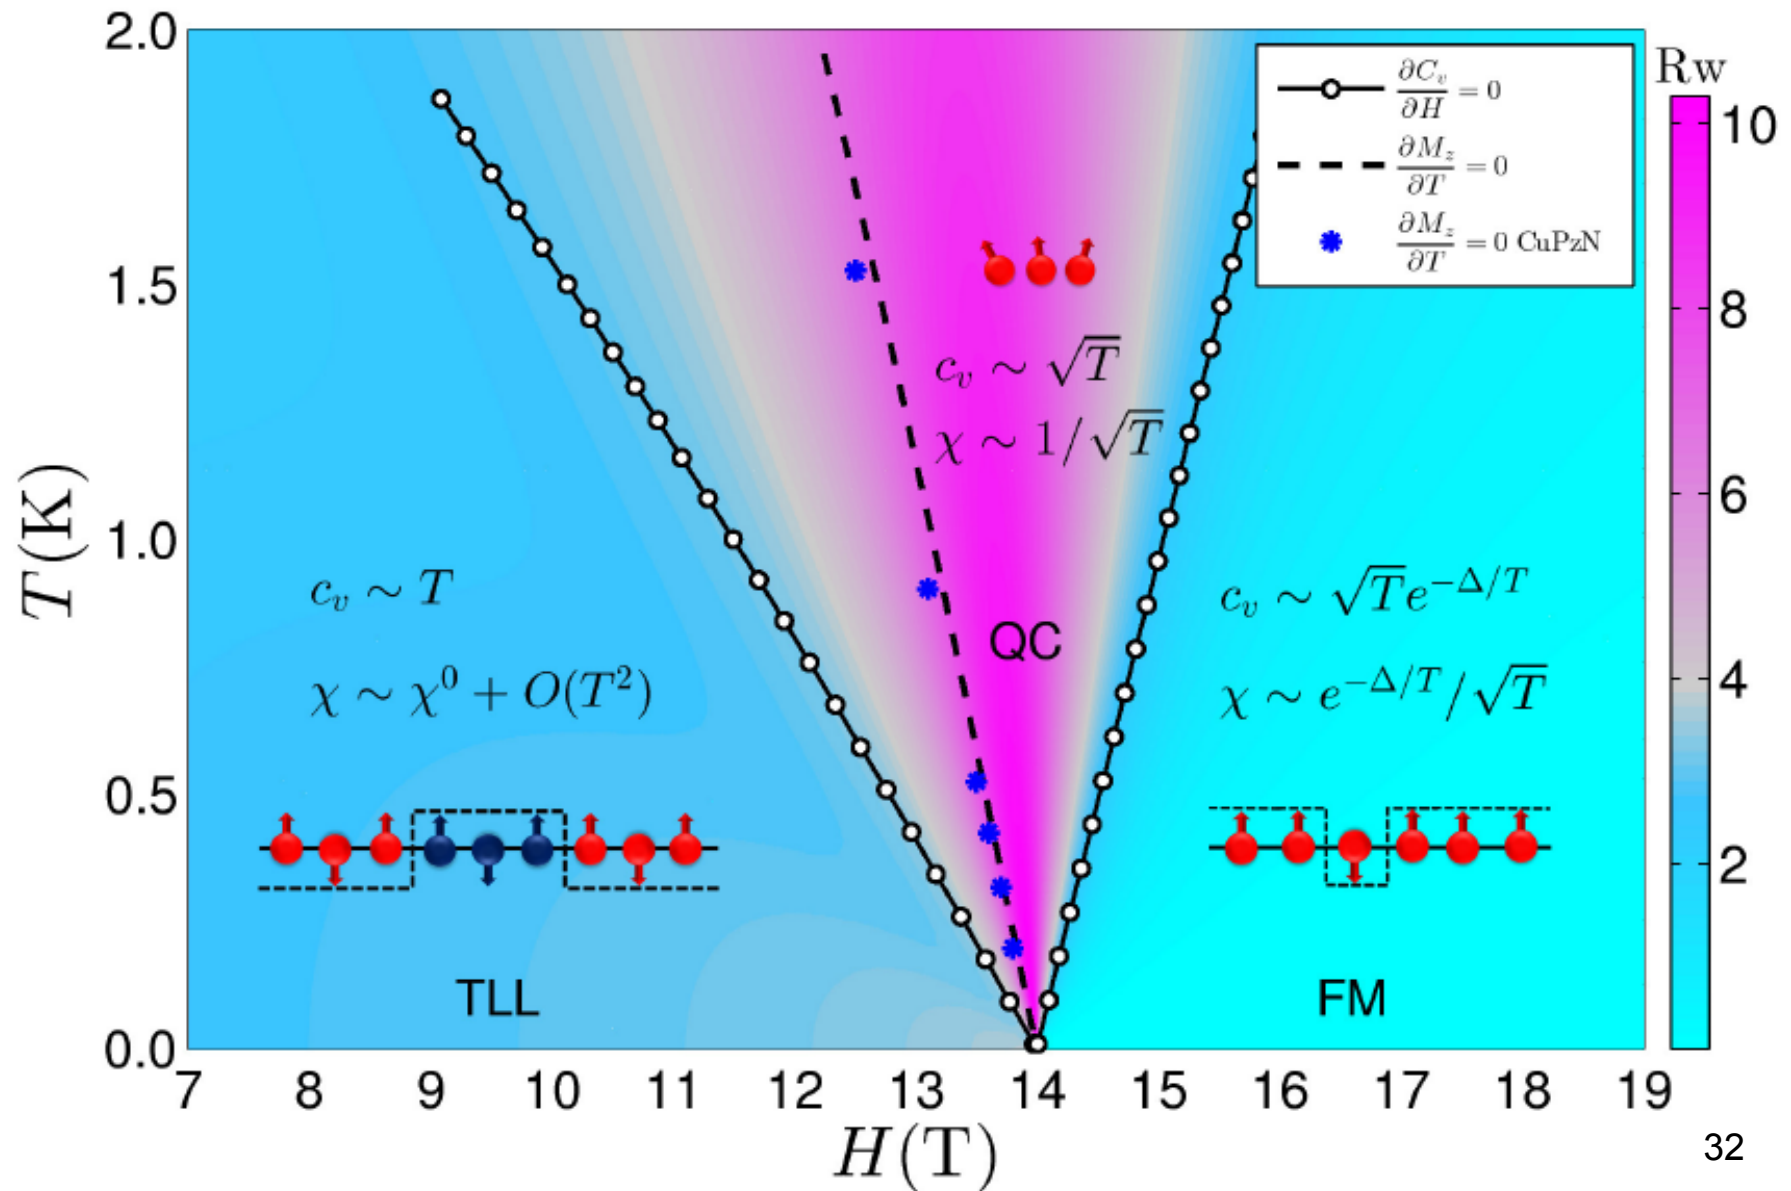 2.0
1.5
1.0
0.5
0.0
T(K)
7 8 9 10 11 12 13 14 15 16 17 18 19
H(T)
∂C_v/∂H = 0
∂M_z/∂T = 0
∂M_z/∂T = 0 CuPzN
Rw
10
8
6
4
2
c_v ∼ √T
χ ∼ 1/√T
QC
c_v ∼ T
χ ∼ χ⁰ + O(T²)
TLL
c_v ∼ √T e^{-Δ/T}
χ ∼ e^{-Δ/T}/√T
FM
32